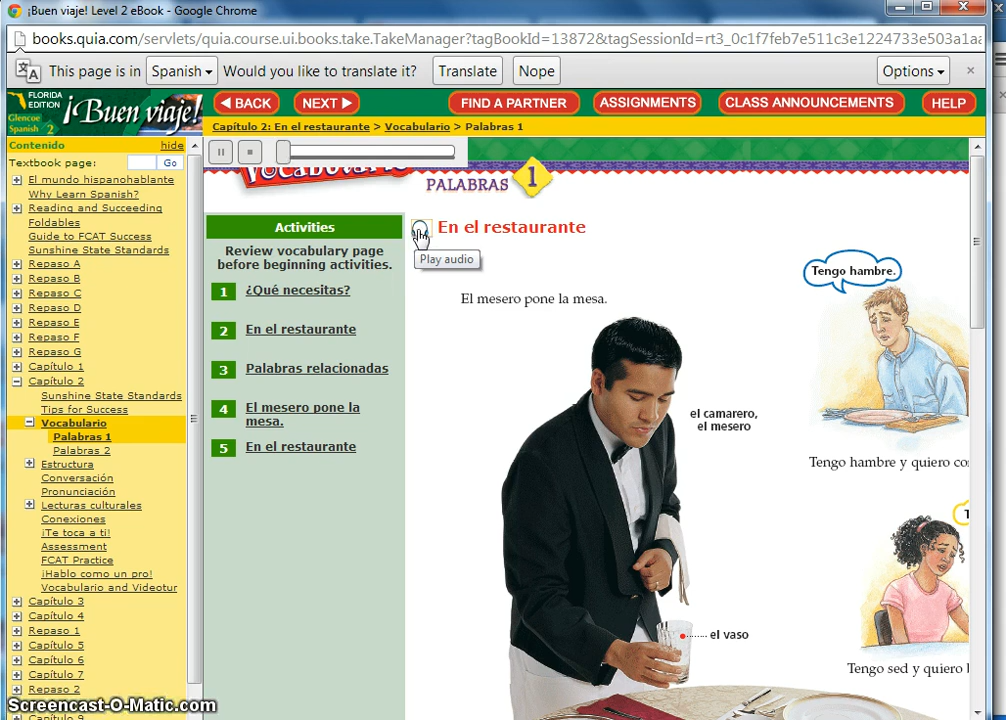 ¡Buen viaje! Level 2 eBook - Google Chrome
books.quia.com/servlets/quia.course.ui.books.take.TakeManager?tagBookId=13872&tagSessionId=rt3_0c1f7feb7e511c3e1224733e503a1aa
This page is in Spanish Would you like to translate it? Translate Nope Options
FLORIDA EDITION
Glencoe Spanish 2
¡Buen viaje!
BACK NEXT FIND A PARTNER ASSIGNMENTS CLASS ANNOUNCEMENTS HELP
Capítulo 2: En el restaurante > Vocabulario > Palabras 1
Contenido hide
Textbook page: Go
El mundo hispanohablante
Why Learn Spanish?
Reading and Succeeding
Foldables
Guide to FCAT Success
Sunshine State Standards
Repaso A
Repaso B
Repaso C
Repaso D
Repaso E
Repaso F
Repaso G
Capítulo 1
Capítulo 2
Sunshine State Standards
Tips for Success
Vocabulario
Palabras 1
Palabras 2
Estructura
Conversación
Pronunciación
Lecturas culturales
Conexiones
¡Te toca a ti!
Assessment
FCAT Practice
¡Hablo como un pro!
Vocabulario and Videotur
Capítulo 3
Capítulo 4
Repaso 1
Capítulo 5
Capítulo 6
Capítulo 7
Repaso 2
Capítulo 9
Screencast-O-Matic.com
Vocabulario
PALABRAS 1
Activities
Review vocabulary page
before beginning activities.
1 ¿Qué necesitas?
2 En el restaurante
3 Palabras relacionadas
4 El mesero pone la
mesa.
5 En el restaurante
En el restaurante
Play audio
El mesero pone la mesa.
el camarero,
el mesero
el vaso
Tengo hambre.
Tengo hambre y quiero co
T
Tengo sed y quiero